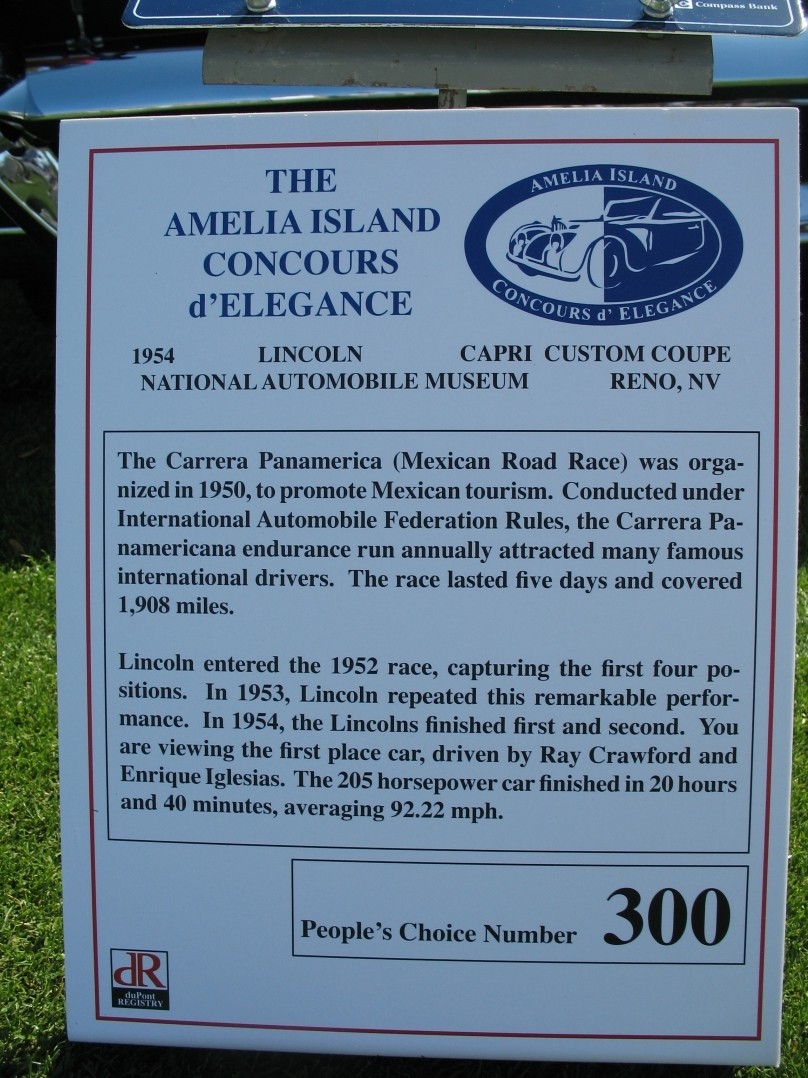 Compass Bank
THE
AMELIA ISLAND
CONCOURS
d'ELEGANCE
AMELIA ISLAND
CONCOURS d' ELEGANCE
1954 LINCOLN CAPRI CUSTOM COUPE
NATIONAL AUTOMOBILE MUSEUM RENO, NV
The Carrera Panamerica (Mexican Road Race) was orga-
nized in 1950, to promote Mexican tourism. Conducted under
International Automobile Federation Rules, the Carrera Pa-
namericana endurance run annually attracted many famous
international drivers. The race lasted five days and covered
1,908 miles.
Lincoln entered the 1952 race, capturing the first four po-
sitions. In 1953, Lincoln repeated this remarkable perfor-
mance. In 1954, the Lincolns finished first and second. You
are viewing the first place car, driven by Ray Crawford and
Enrique Iglesias. The 205 horsepower car finished in 20 hours
and 40 minutes, averaging 92.22 mph.
People's Choice Number 300
dR
duPont
REGISTRY